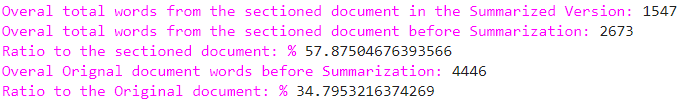 Overal total words from the sectioned document in the Summarized Version: 1547
Overal total words from the sectioned document before Summarization: 2673
Ratio to the sectioned document: % 57.87504676393566
Overal Orignal document words before Summarization: 4446
Ratio to the Original document: % 34.7953216374269